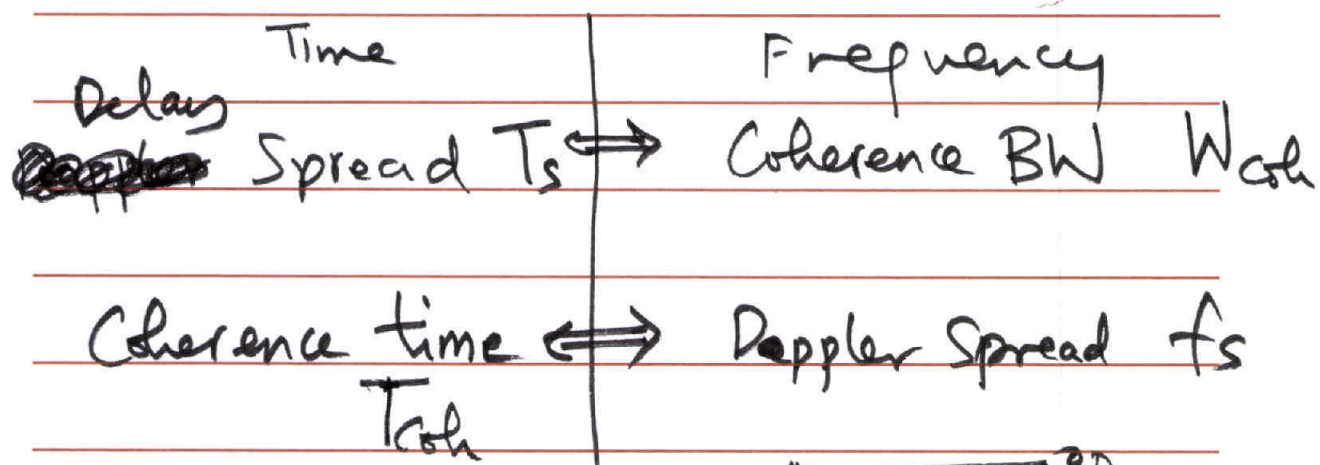 Time Frequency
Delay
Spread Ts ⟺ Coherence BW Wcoh
Coherence time ⟺ Doppler Spread fs
Tcoh